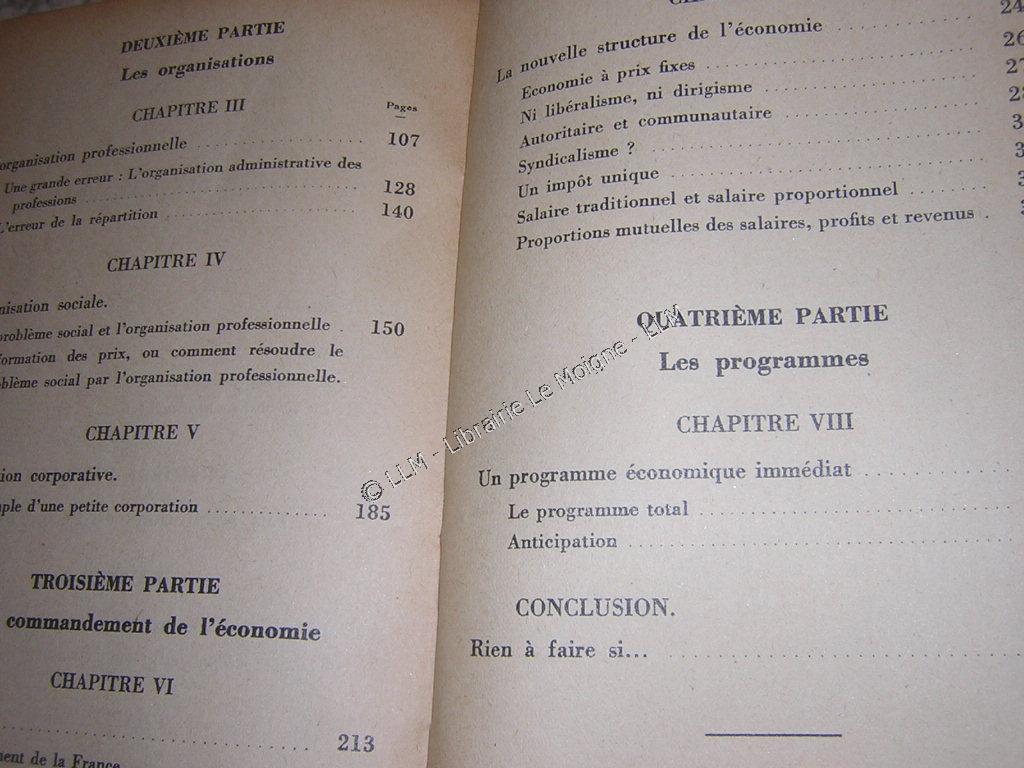 DEUXIÈME PARTIE
Les organisations
CHAPITRE III
Pages
organisation professionnelle 107
Une grande erreur : L'organisation administrative des
professions 128
L'erreur de la répartition 140
CHAPITRE IV
sociale.
problème social et l'organisation professionnelle . 150
formation des prix, ou comment résoudre le
social par l'organisation professionnelle.
CHAPITRE V
corporative.
d'une petite corporation 185
TROISIÈME PARTIE
commandement de l'économie
CHAPITRE VI
213
de la France
La nouvelle structure de l'économie
Economie à prix fixes
Ni libéralisme, ni dirigisme
Autoritaire et communautaire
Syndicalisme ?
Un impôt unique
Salaire traditionnel et salaire proportionnel
Proportions mutuelles des salaires, profits et revenus .
QUATRIÈME PARTIE
Les programmes
CHAPITRE VIII
Un programme économique immédiat
Le programme total
Anticipation
CONCLUSION.
Rien à faire si...
© LLM - Librairie Le Moigne - LLM